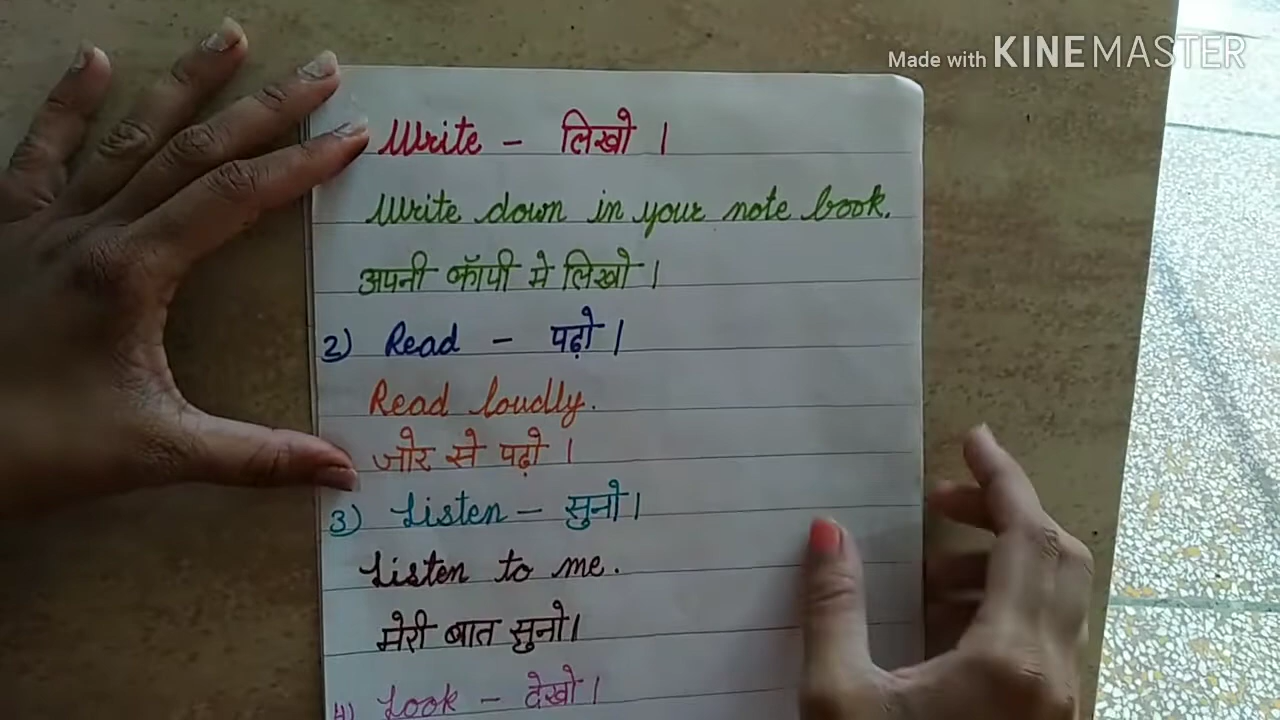 Made with KINEMASTER
Write - लिखो ।
Write down in your note book.
अपनी कॉपी मे लिखो ।
2) Read - पढ़ो ।
Read loudly.
जोर से पढ़ो ।
3) Listen - सुनो ।
Listen to me.
मेरी बात सुनो ।
4) Look - देखो ।